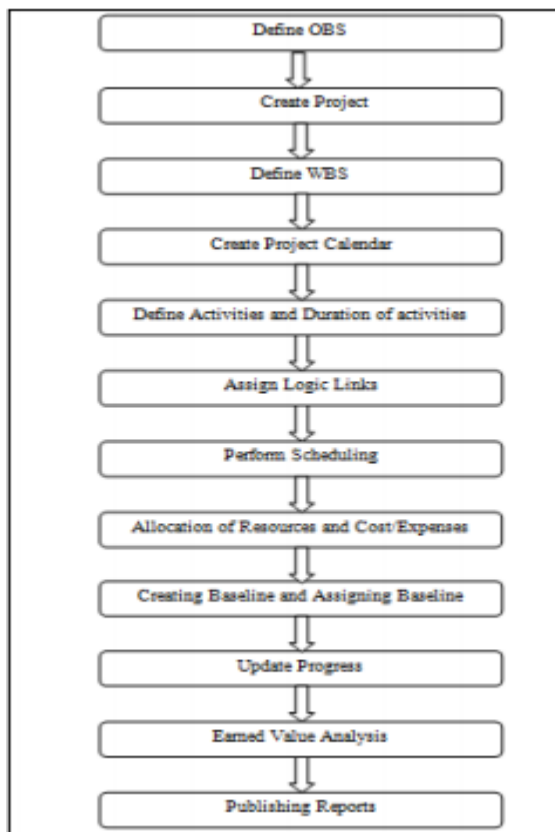 Define OBS
Create Project
Define WBS
Create Project Calendar
Define Activities and Duration of activities
Assign Logic Links
Perform Scheduling
Allocation of Resources and Cost/Expenses
Creating Baseline and Assigning Baseline
Update Progress
Earned Value Analysis
Publishing Reports